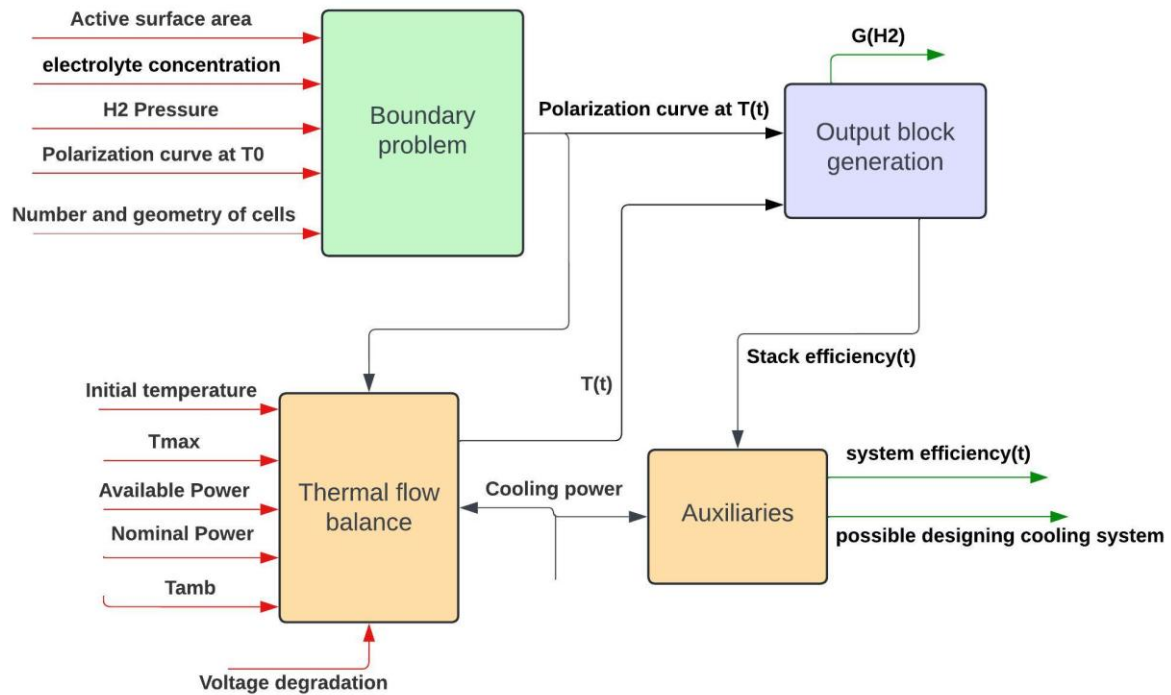 Active surface area
electrolyte concentration
H2 Pressure
Polarization curve at T0
Number and geometry of cells
Boundary
problem
Polarization curve at T(t)
G(H2)
Output block
generation
Stack efficiency(t)
T(t)
Initial temperature
Tmax
Available Power
Nominal Power
Tamb
Voltage degradation
Thermal flow
balance
Cooling power
Auxiliaries
system efficiency(t)
possible designing cooling system